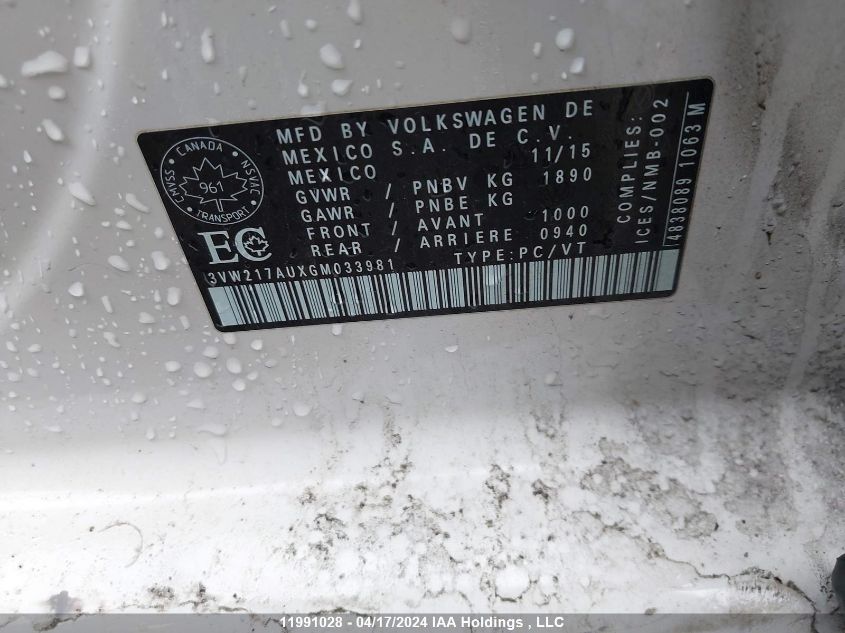 CANADA
CMVSS NSVAC
961
TRANSPORT
EC
MFD BY VOLKSWAGEN DE
MEXICO S.A. DE C.V.
MEXICO 11/15
GVWR / PNBV KG 1890
GAWR / PNBE KG
FRONT / AVANT 1000
REAR / ARRIERE 0940
3VW217AUXGM033981 TYPE:PC/VT
COMPLIES:
ICES/NMB-002
4898089 1063 M
11991028 - 04/17/2024 IAA Holdings , LLC